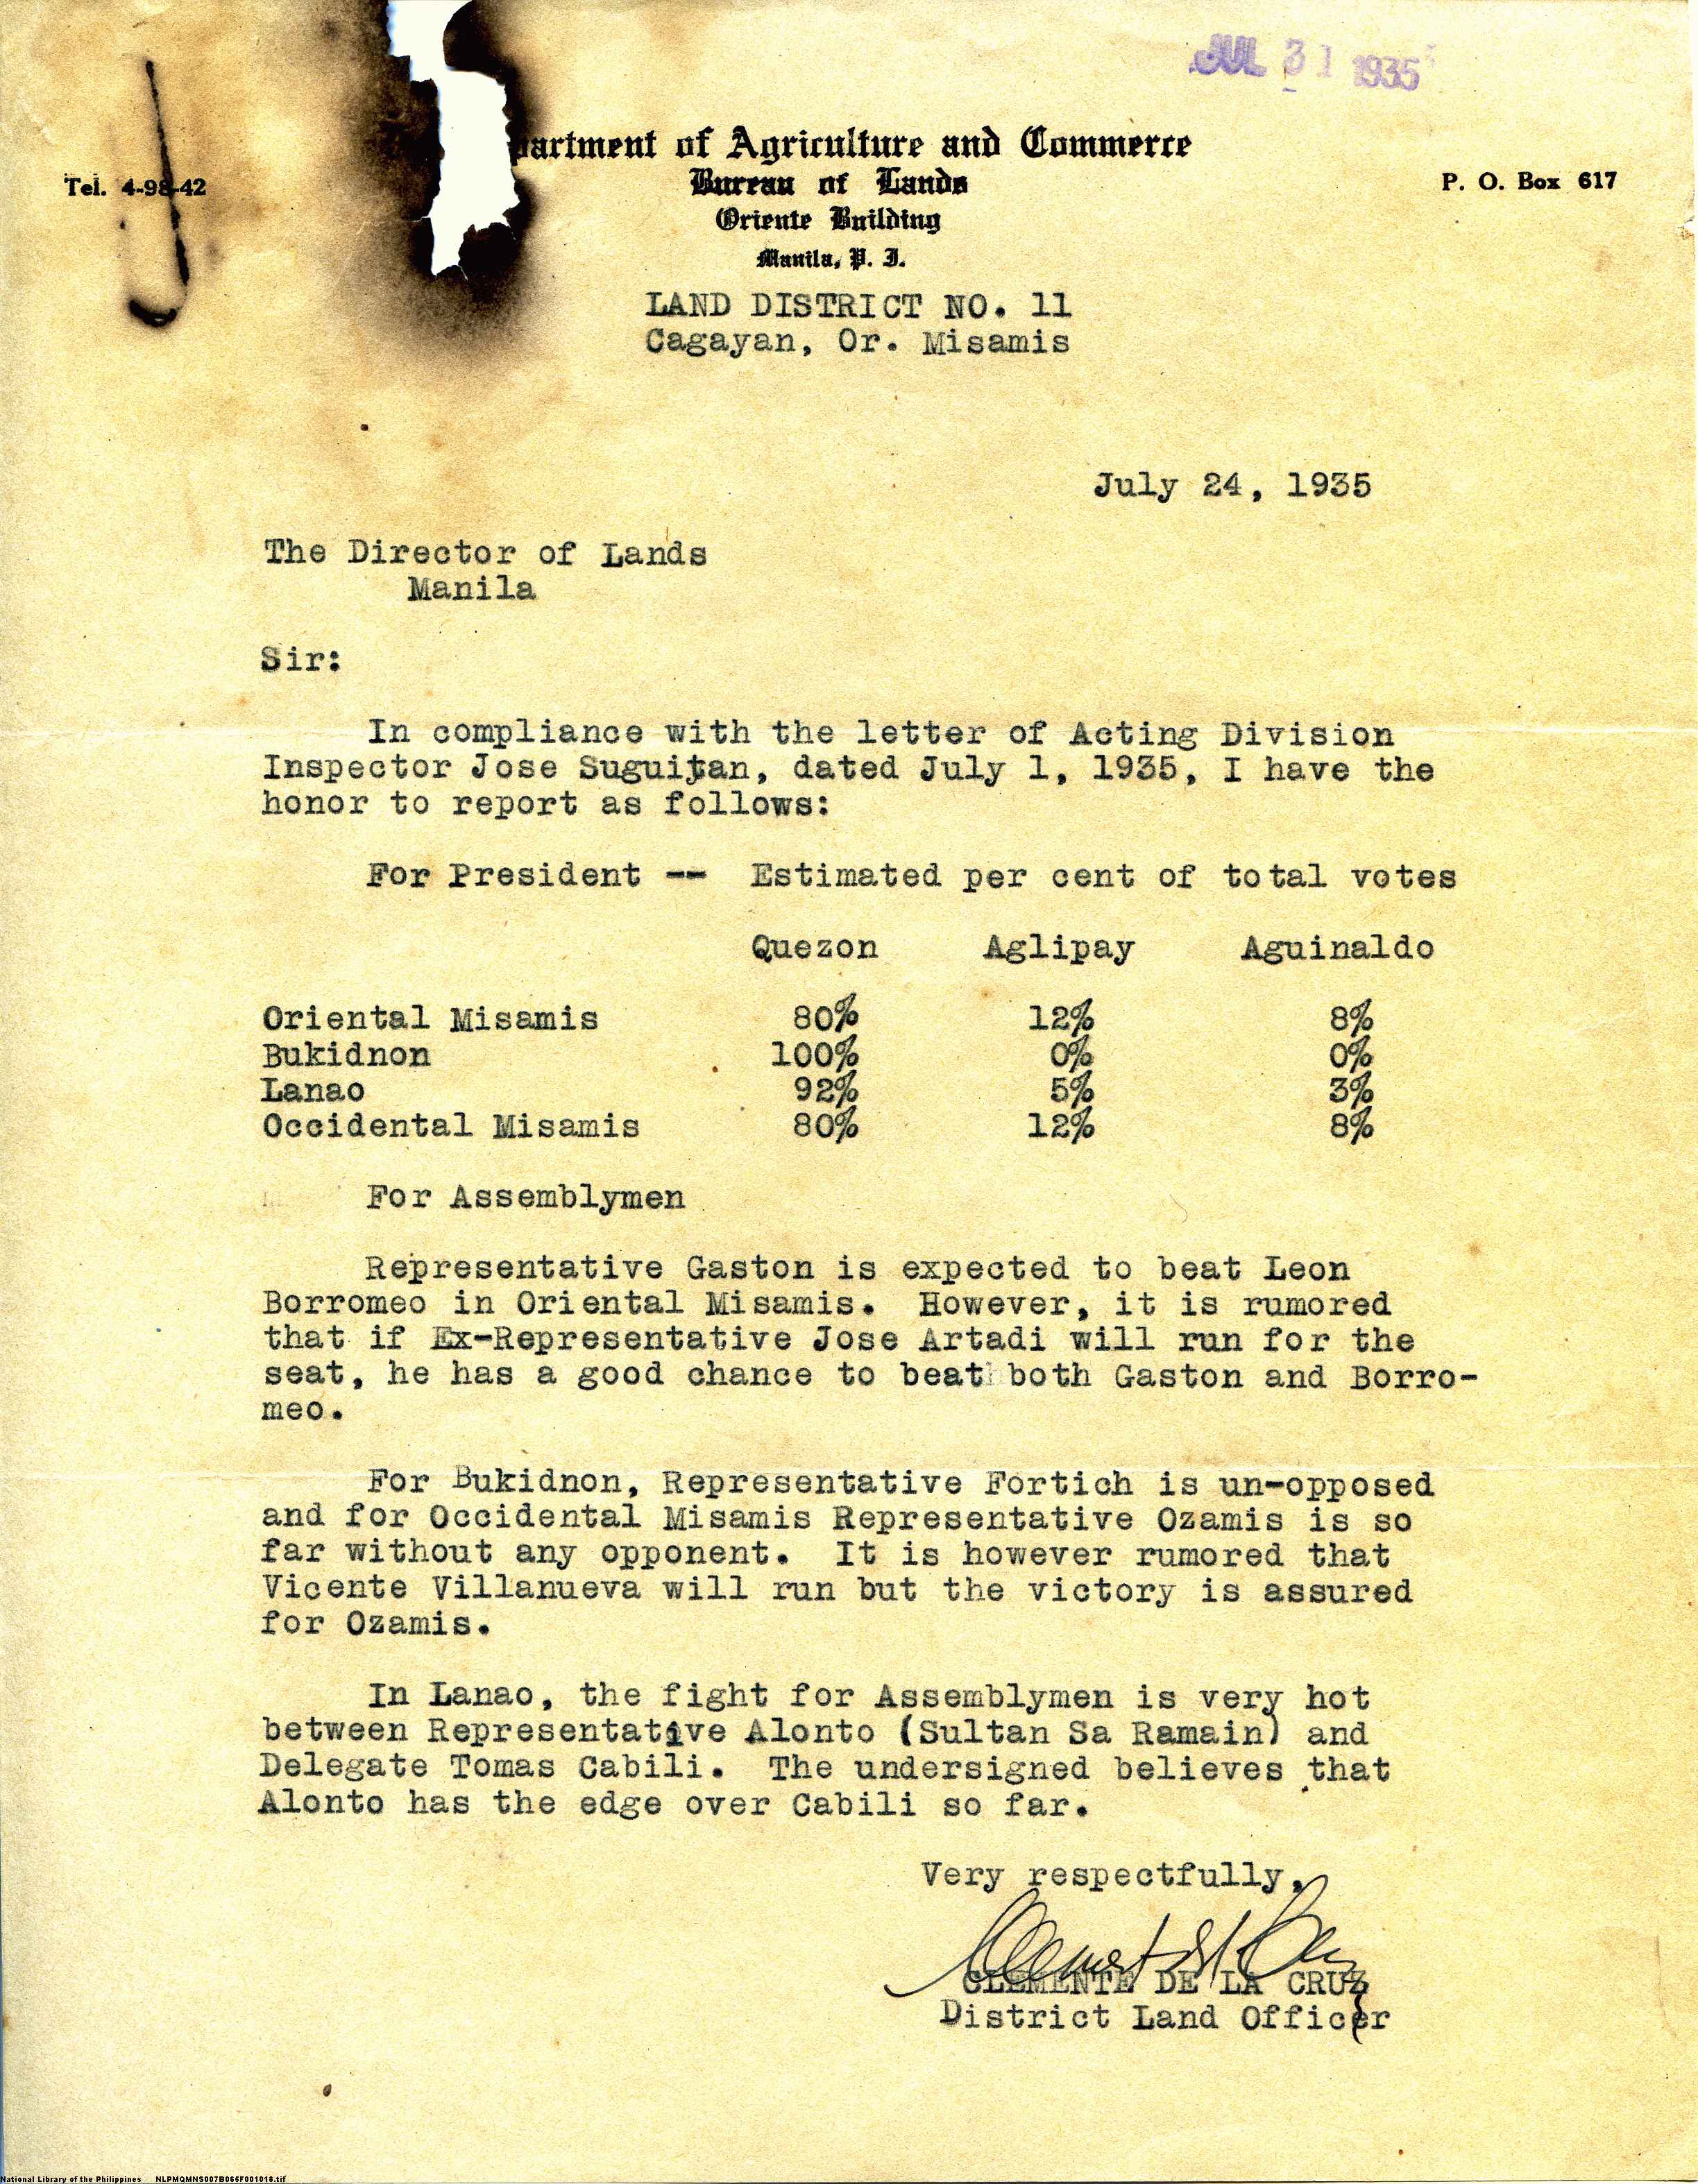 JUL 31 1935
partment of Agriculture and Commerce
Tel. 4-98-42
Bureau of Lands
P. O. Box 617
Oriente Building
Manila, P. I.
LAND DISTRICT NO. 11
Cagayan, Or. Misamis
July 24, 1935
The Director of Lands
Manila
Sir:
In compliance with the letter of Acting Division
Inspector Jose Suguitan, dated July 1, 1935, I have the
honor to report as follows:
For President -- Estimated per cent of total votes
Quezon Aglipay Aguinaldo
Oriental Misamis 80% 12% 8%
Bukidnon 100% 0% 0%
Lanao 92% 5% 3%
Occidental Misamis 80% 12% 8%
For Assemblymen
Representative Gaston is expected to beat Leon
Borromeo in Oriental Misamis. However, it is rumored
that if Ex-Representative Jose Artadi will run for the
seat, he has a good chance to beat both Gaston and Borro-
meo.
For Bukidnon, Representative Fortich is un-opposed
and for Occidental Misamis Representative Ozamis is so
far without any opponent. It is however rumored that
Vicente Villanueva will run but the victory is assured
for Ozamis.
In Lanao, the fight for Assemblymen is very hot
between Representative Alonto (Sultan Sa Ramain) and
Delegate Tomas Cabili. The undersigned believes that
Alonto has the edge over Cabili so far.
Very respectfully,
CLEMENTE DE LA CRUZ
District Land Officer
National Library of the Philippines NLPMQMNS007B066F001018.tif